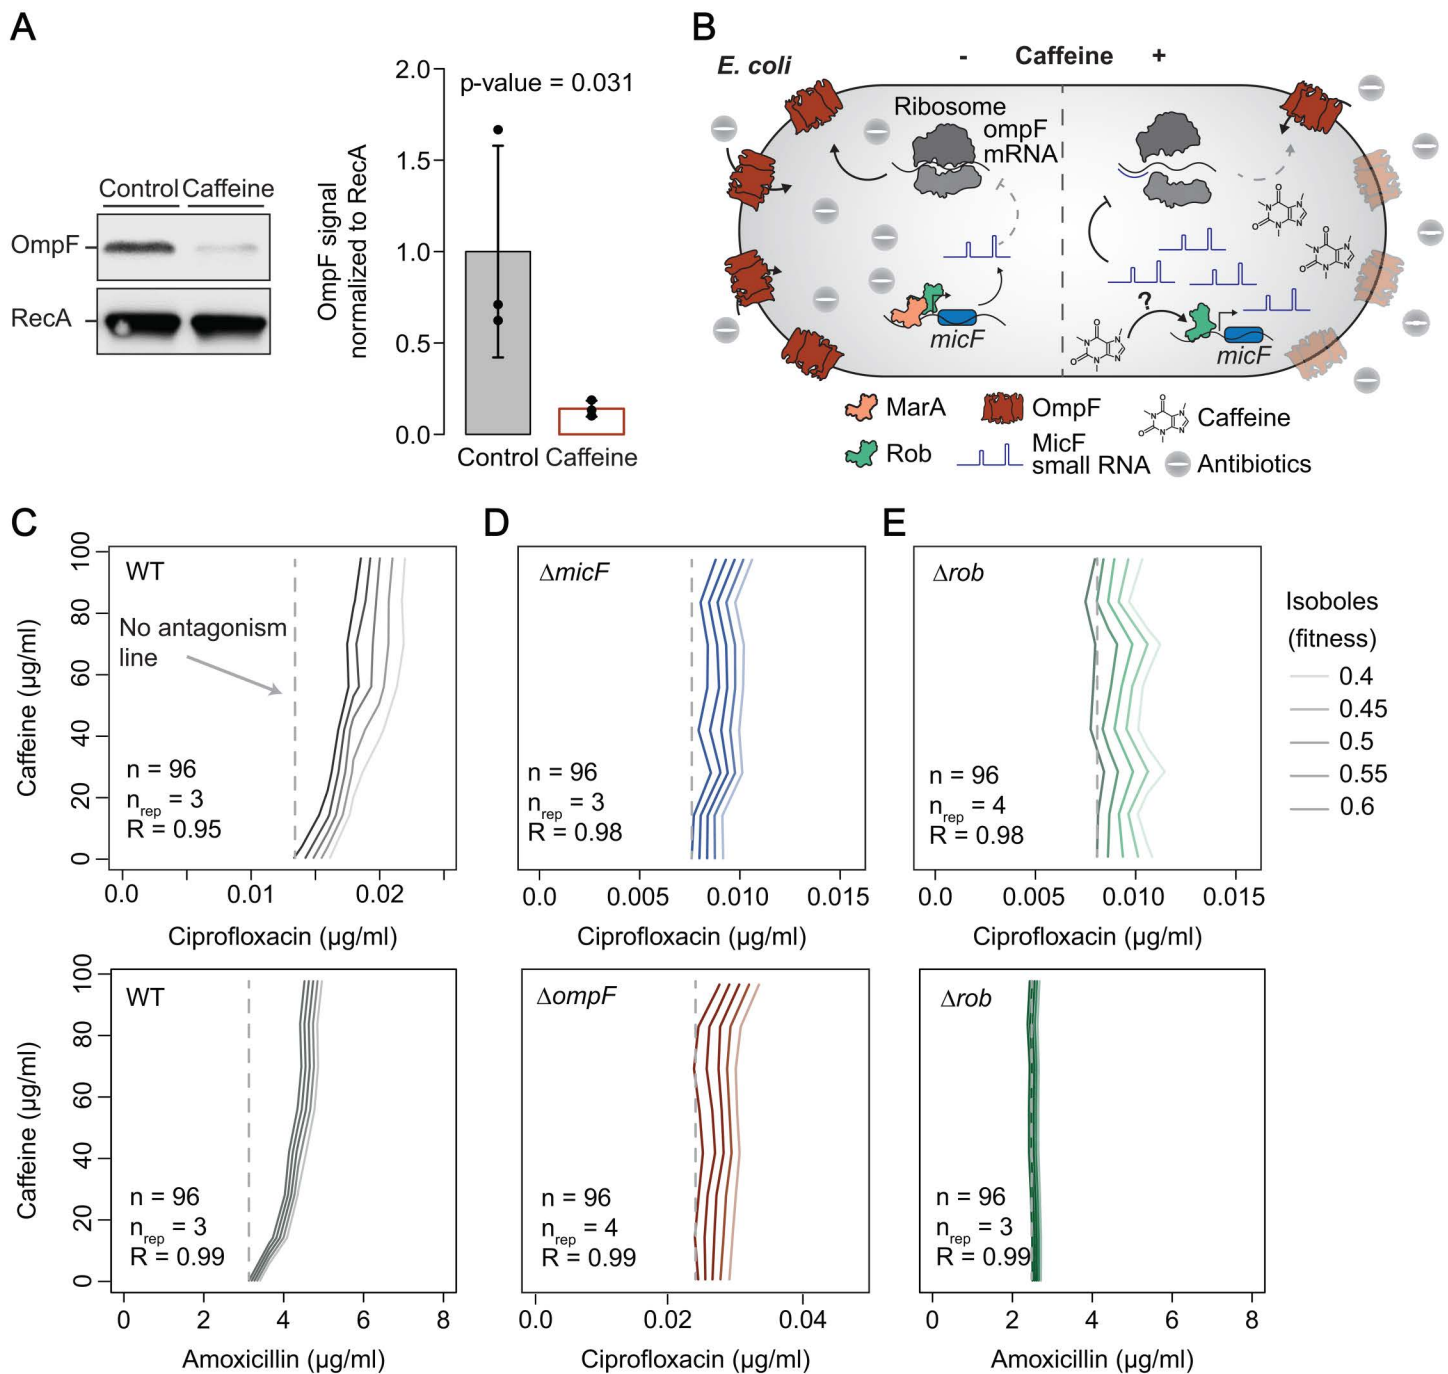 A
Control Caffeine
OmpF
RecA
OmpF signal
normalized to RecA
2.0
1.5
1.0
0.5
0.0
p-value = 0.031
Control Caffeine
B
E. coli
- Caffeine +
Ribosome
ompF
mRNA
micF
?
micF
MarA
OmpF
Caffeine
Rob
MicF
small RNA
Antibiotics
C
Caffeine (µg/ml)
100
80
60
40
20
0
WT
No antagonism
line
n = 96
nrep = 3
R = 0.95
0.0 0.01 0.02
Ciprofloxacin (µg/ml)
Caffeine (µg/ml)
100
80
60
40
20
0
WT
n = 96
nrep = 3
R = 0.99
0 2 4 6 8
Amoxicillin (µg/ml)
D
ΔmicF
n = 96
nrep = 3
R = 0.98
0.0 0.005 0.010 0.015
Ciprofloxacin (µg/ml)
ΔompF
n = 96
nrep = 4
R = 0.99
0.0 0.02 0.04
Ciprofloxacin (µg/ml)
E
Δrob
n = 96
nrep = 4
R = 0.98
0.0 0.005 0.010 0.015
Ciprofloxacin (µg/ml)
Δrob
n = 96
nrep = 3
R = 0.99
0 2 4 6 8
Amoxicillin (µg/ml)
Isoboles
(fitness)
0.4
0.45
0.5
0.55
0.6